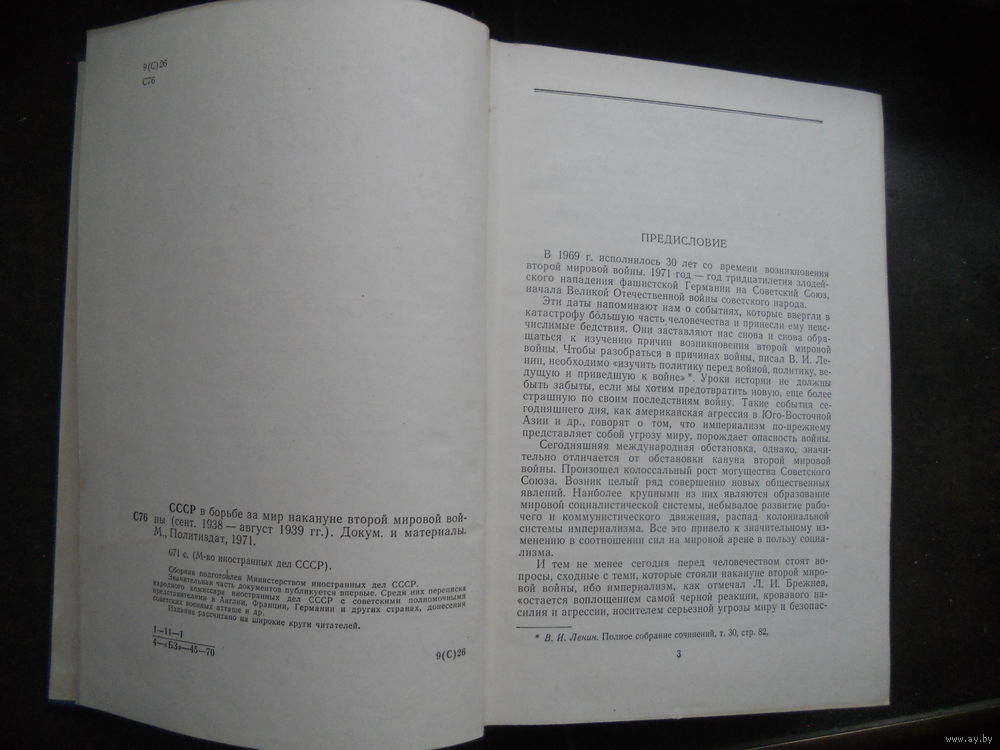 9(С)26
С76
СССР в борьбе за мир накануне второй мировой вой-
С76 ны (сент. 1938 — август 1939 гг.). Докум. и материалы.
М., Политиздат, 1971.
671 с. (М-во иностранных дел СССР).
Сборник подготовлен Министерством иностранных дел СССР.
Значительная часть документов публикуется впервые. Среди них переписка
народного комиссара иностранных дел СССР с советскими полномочными
представителями в Англии, Франции, Германии и других странах, донесения
советских военных атташе и др.
Издание рассчитано на широкие круги читателей.
1—11—1
4—«БЗ»—45—70
9(С)26
ПРЕДИСЛОВИЕ
В 1969 г. исполнилось 30 лет со времени возникновения
второй мировой войны. 1971 год — год тридцатилетия злодей-
ского нападения фашистской Германии на Советский Союз,
начала Великой Отечественной войны советского народа.
Эти даты напоминают нам о событиях, которые ввергли в
катастрофу бо́льшую часть человечества и принесли ему неис-
числимые бедствия. Они заставляют нас снова и снова обра-
щаться к изучению причин возникновения второй мировой
войны. Чтобы разобраться в причинах войны, писал В. И. Ле-
нин, необходимо «изучить политику перед войной, политику, ве-
дущую и приведшую к войне»*. Уроки истории не должны
быть забыты, если мы хотим предотвратить новую, еще более
страшную по своим последствиям войну. Такие события се-
годняшнего дня, как американская агрессия в Юго-Восточной
Азии и др., говорят о том, что империализм по-прежнему
представляет собой угрозу миру, порождает опасность войны.
Сегодняшняя международная обстановка, однако, значи-
тельно отличается от обстановки кануна второй мировой
войны. Произошел колоссальный рост могущества Советского
Союза. Возник целый ряд совершенно новых общественных
явлений. Наиболее крупными из них являются образование
мировой социалистической системы, небывалое развитие рабо-
чего и коммунистического движения, распад колониальной
системы империализма. Все это привело к значительному из-
менению в соотношении сил на мировой арене в пользу социа-
лизма.
И тем не менее сегодня перед человечеством стоят во-
просы, сходные с теми, которые стояли накануне второй миро-
вой войны, ибо империализм, как отмечал Л. И. Брежнев,
«остается воплощением самой черной реакции, кровавого на-
силия и агрессии, носителем серьезной угрозы миру и безопас-
* В. И. Ленин. Полное собрание сочинений, т. 30, стр. 82.
3
www.ay.by